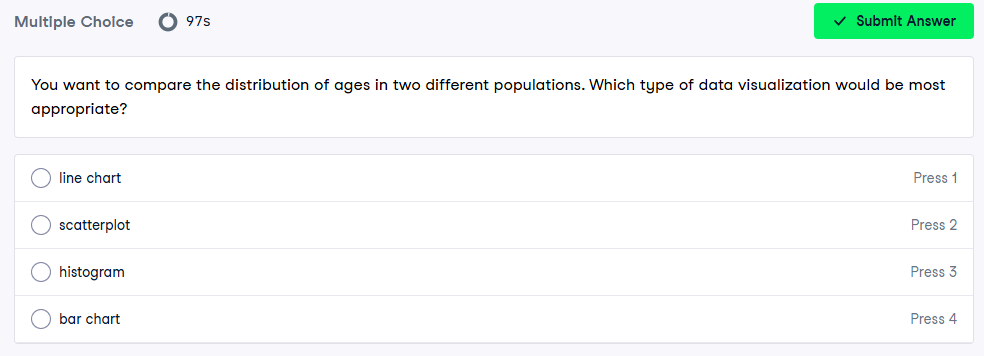 Multiple Choice 97s Submit Answer
You want to compare the distribution of ages in two different populations. Which type of data visualization would be most
appropriate?
line chart Press 1
scatterplot Press 2
histogram Press 3
bar chart Press 4